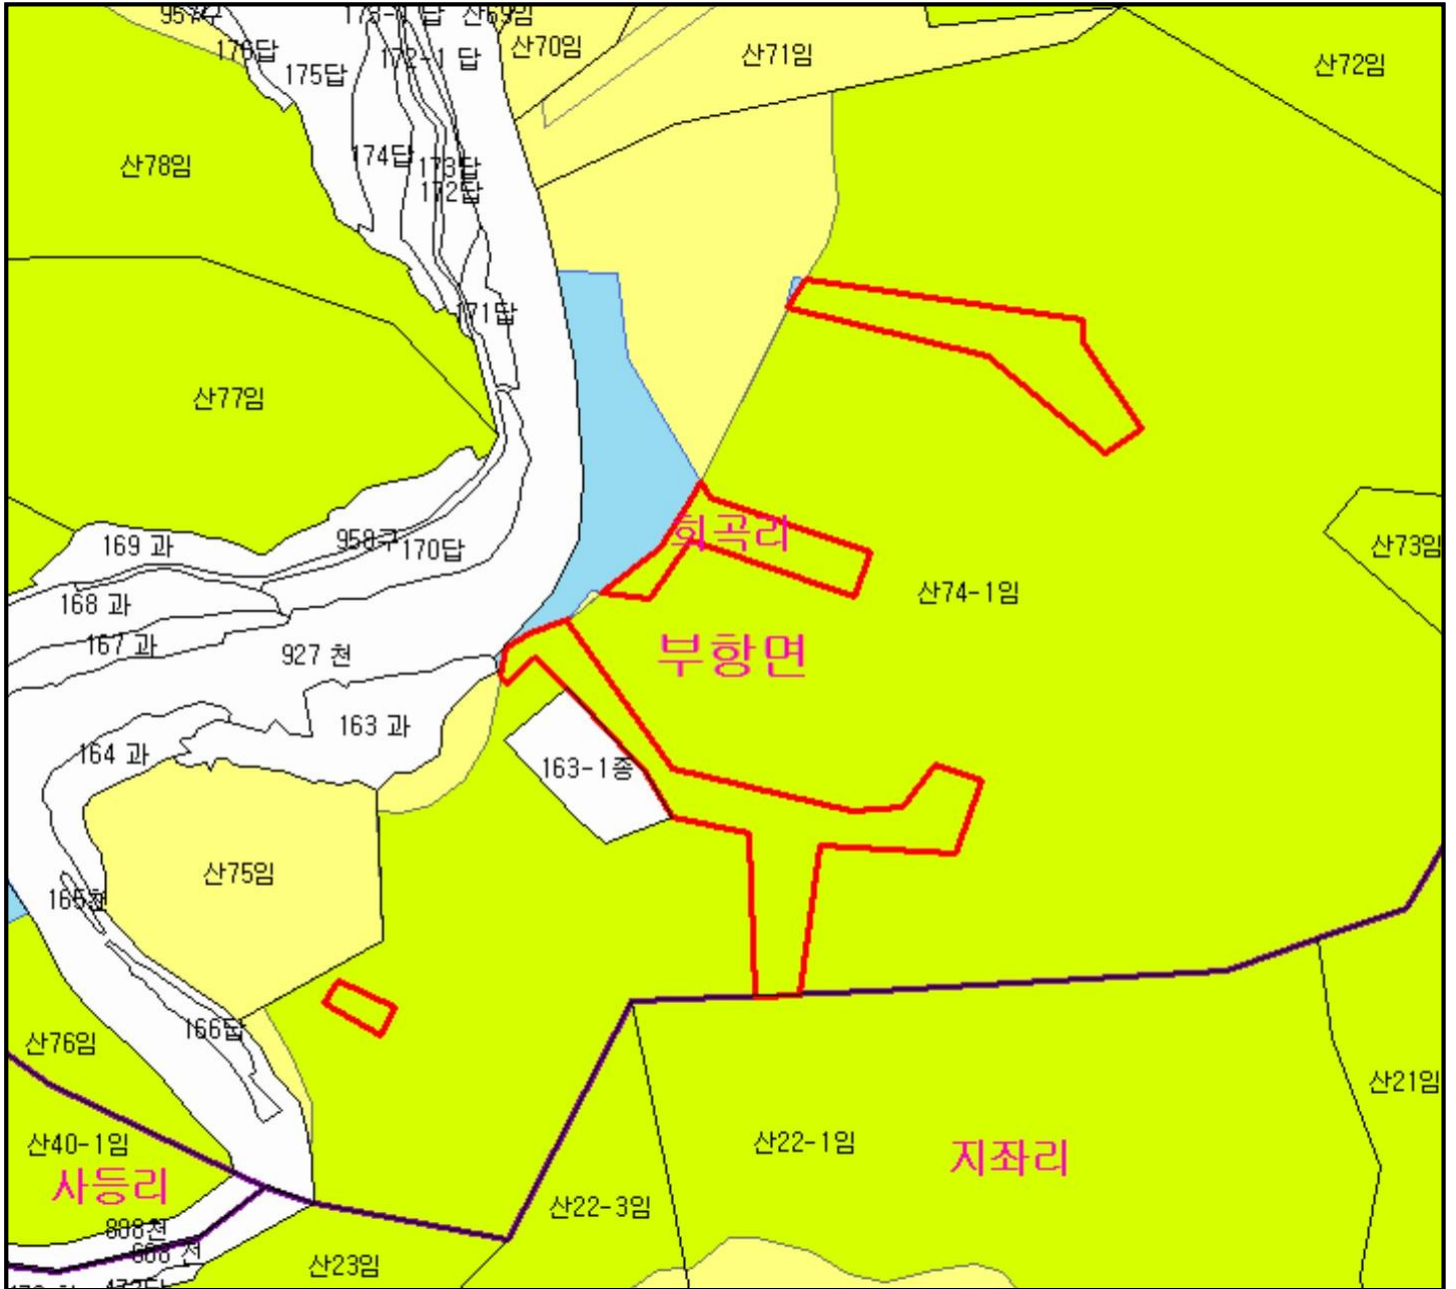 176답
175답
172-1 답
산70임
산71임
산72임
산78임
174답
173답
172답
171답
산77임
169 과
958구
170답
희곡리
산73임
산74-1임
168 과
167 과
927 천
부항면
163 과
164 과
163-1종
산75임
166답
산76임
산21임
산40-1임
산22-1임
지좌리
사등리
산22-3임
산23임